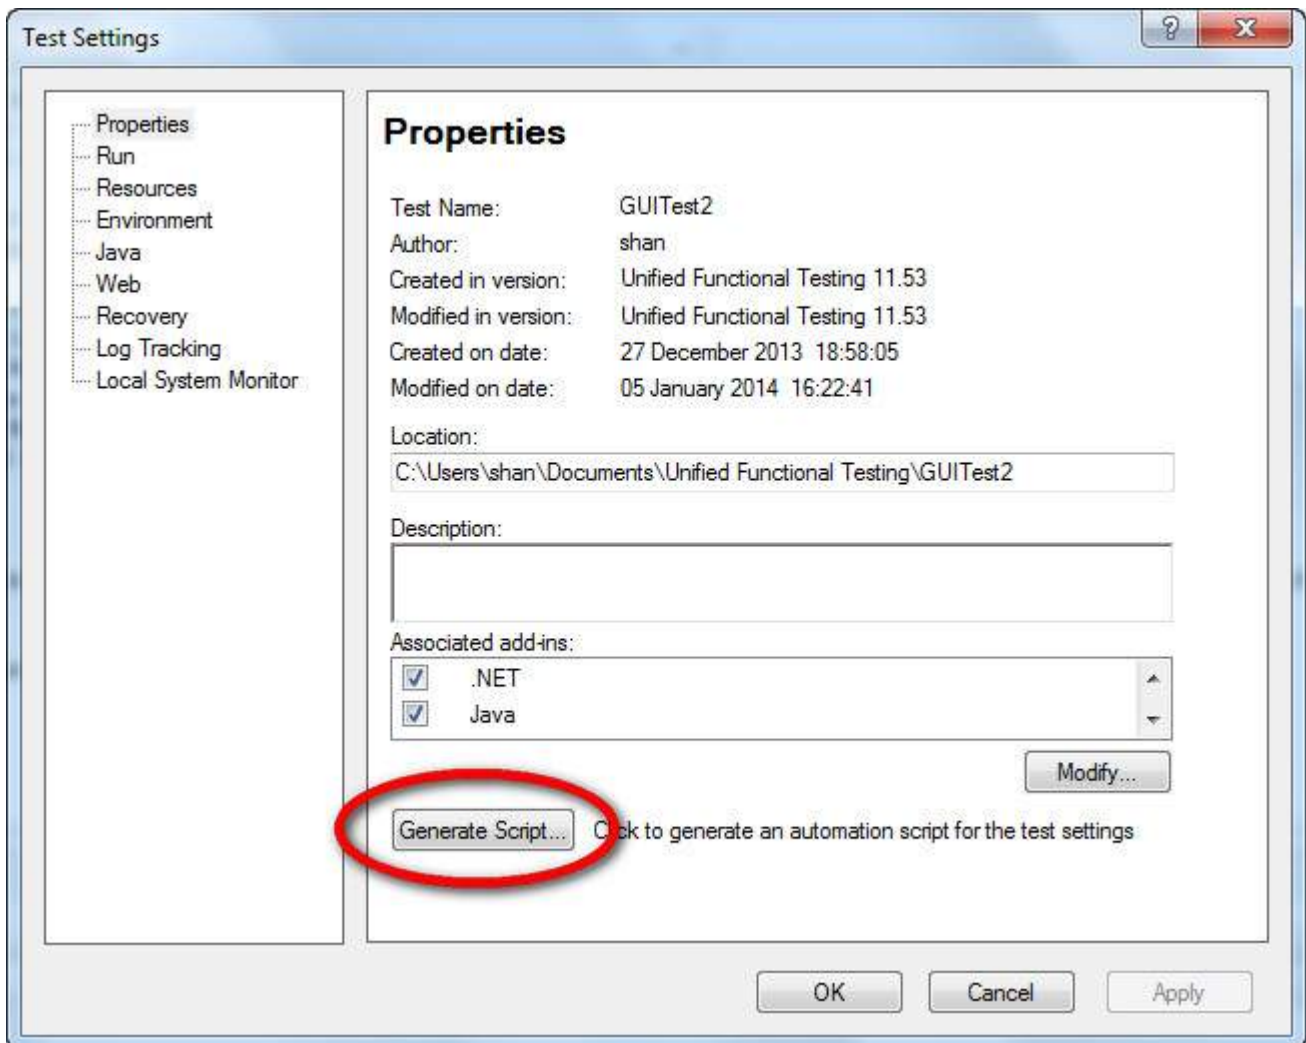 Test Settings
Properties
Run
Resources
Environment
Java
Web
Recovery
Log Tracking
Local System Monitor
Properties
Test Name: GUITest2
Author: shan
Created in version: Unified Functional Testing 11.53
Modified in version: Unified Functional Testing 11.53
Created on date: 27 December 2013 18:58:05
Modified on date: 05 January 2014 16:22:41
Location:
C:\Users\shan\Documents\Unified Functional Testing\GUITest2
Description:
Associated add-ins:
.NET
Java
Modify...
Generate Script... Click to generate an automation script for the test settings
OK Cancel Apply